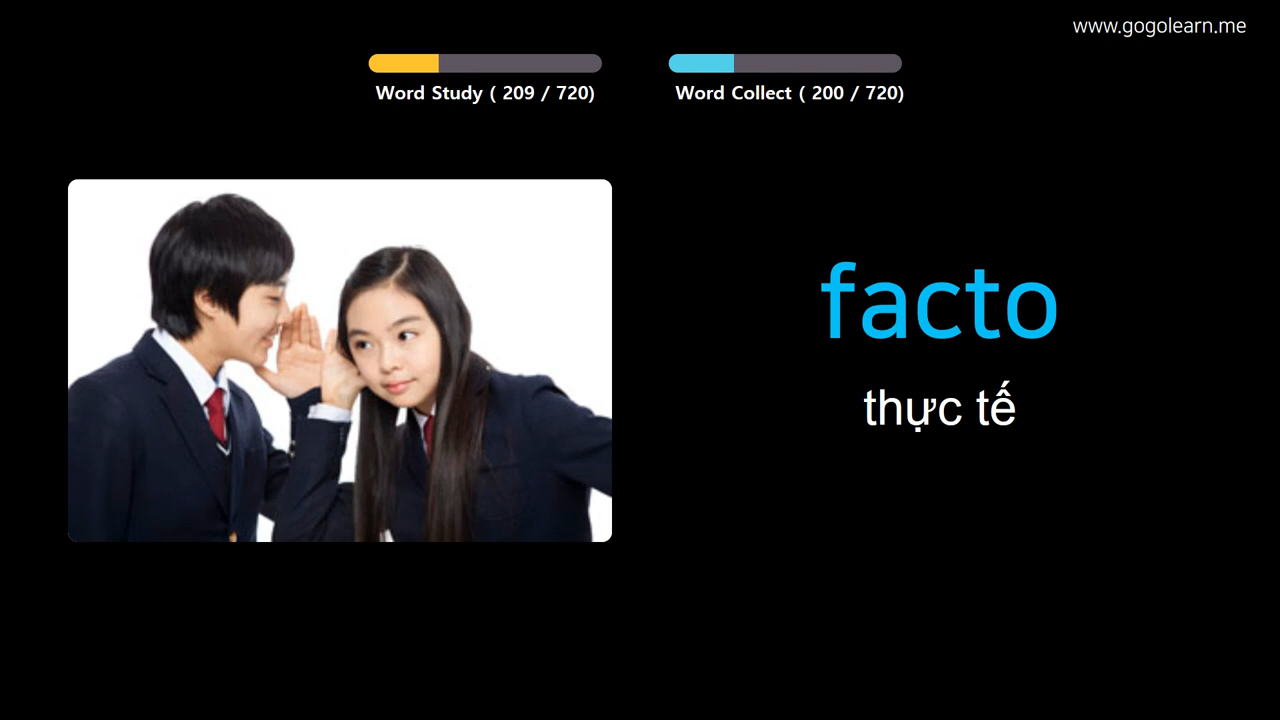 www.gogolearn.me
Word Study ( 209 / 720)
Word Collect ( 200 / 720)
facto
thực tế